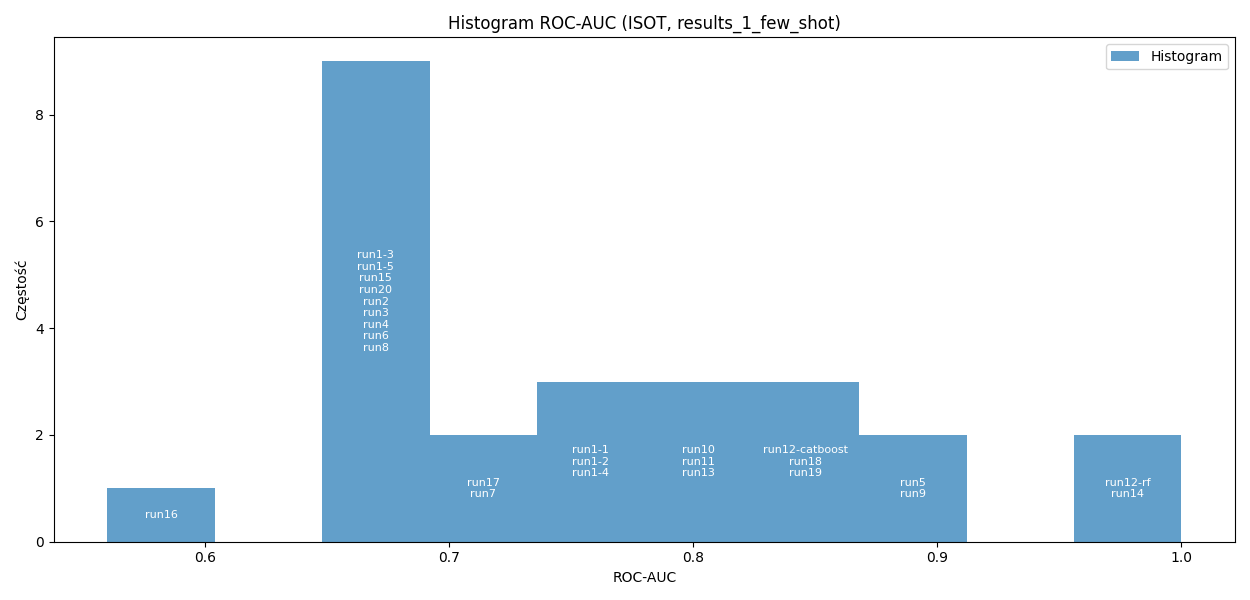 Histogram ROC-AUC (ISOT, results_1_few_shot)
Histogram
Częstość
8
6
4
2
0
run16
run1-3
run1-5
run15
run20
run2
run3
run4
run6
run8
run17
run7
run1-1
run1-2
run1-4
run10
run11
run13
run12-catboost
run18
run19
run5
run9
run12-rf
run14
0.6
0.7
0.8
0.9
1.0
ROC-AUC